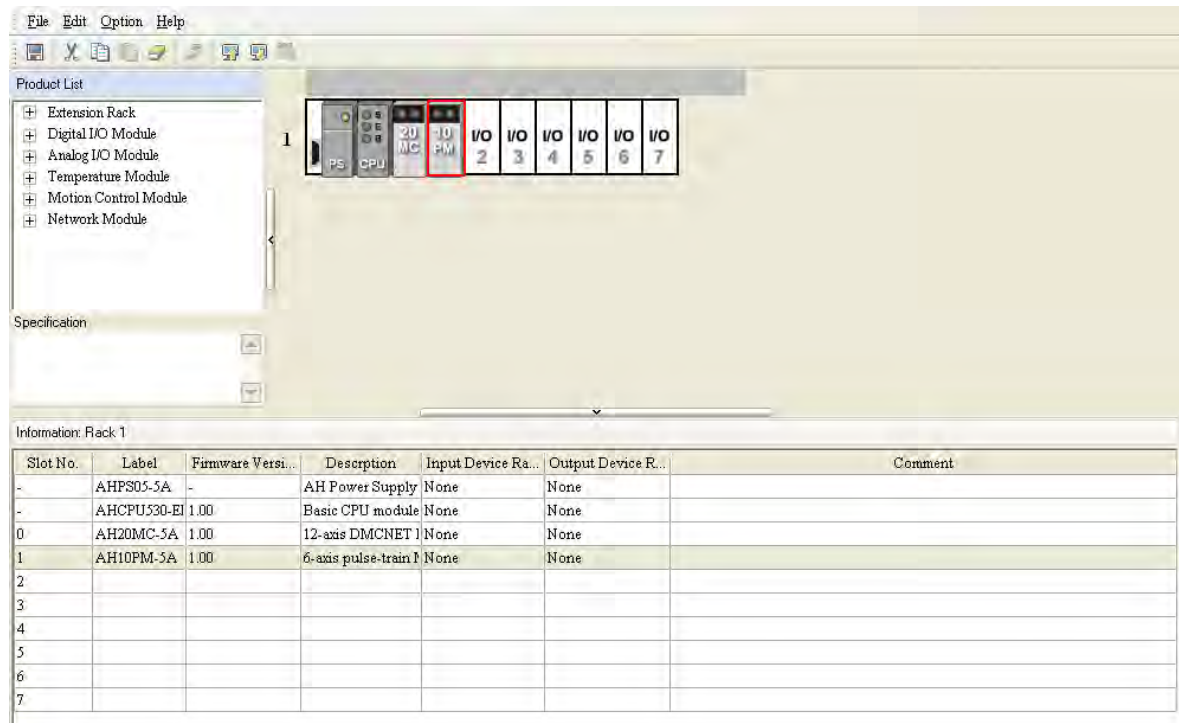 File Edit Option Help
Product List
Extension Rack
Digital I/O Module
Analog I/O Module
Temperature Module
Motion Control Module
Network Module
Specification
1
PS CPU 20 MC 10 PM I/O 2 I/O 3 I/O 4 I/O 5 I/O 6 I/O 7
Information: Rack 1
Slot No. Label Firmware Versi... Descrption Input Device Ra... Output Device R... Comment
- AHPS05-5A - AH Power Supply None None
- AHCPU530-E 1.00 Basic CPU module None None
0 AH20MC-5A 1.00 12-axis DMCNET None None
1 AH10PM-5A 1.00 6-axis pulse-train None None
2
3
4
5
6
7